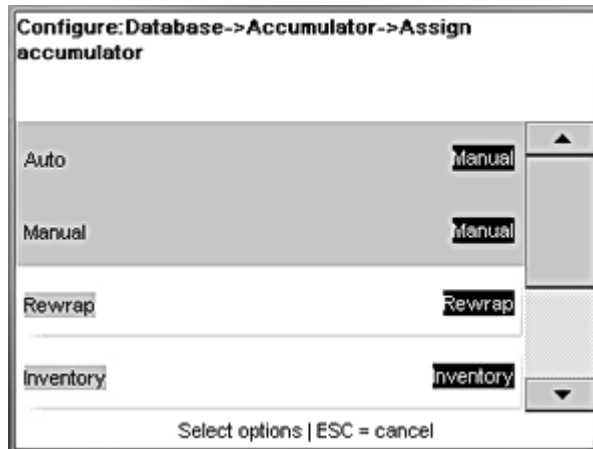 Configure:Database->Accumulator->Assign
accumulator
Auto Manual
Manual Manual
Rewrap Rewrap
Inventory Inventory
Select options | ESC = cancel